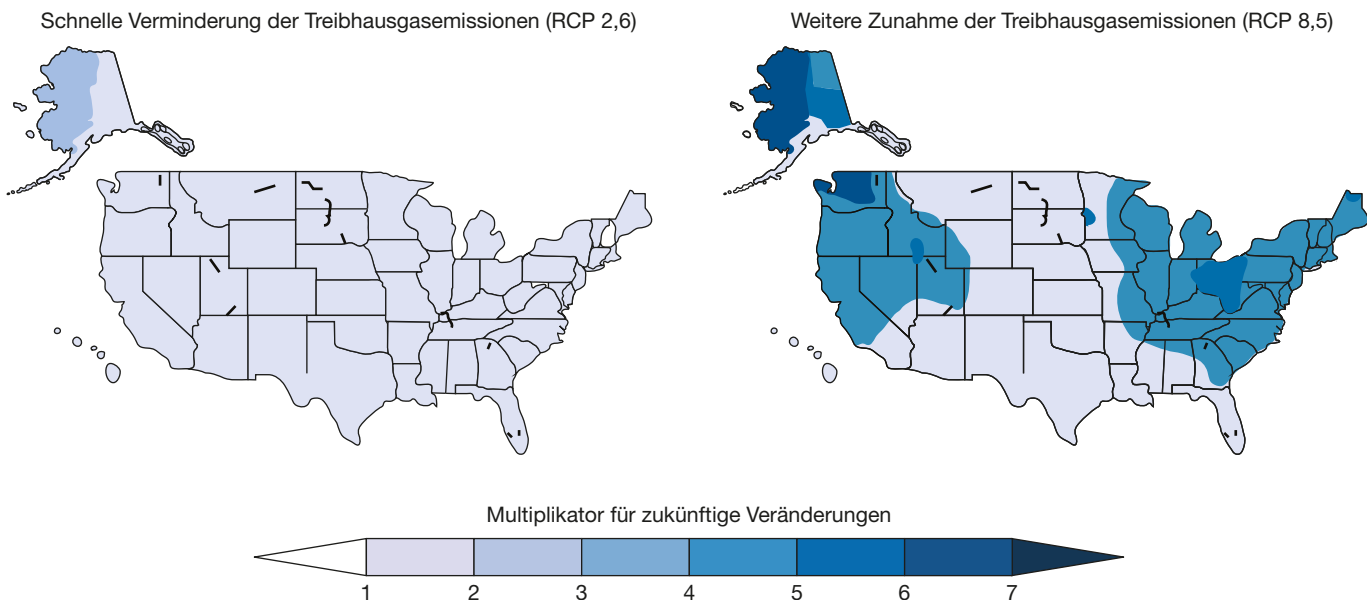 Schnelle Verminderung der Treibhausgasemissionen (RCP 2,6)
Weitere Zunahme der Treibhausgasemissionen (RCP 8,5)
Multiplikator für zukünftige Veränderungen
1 2 3 4 5 6 7